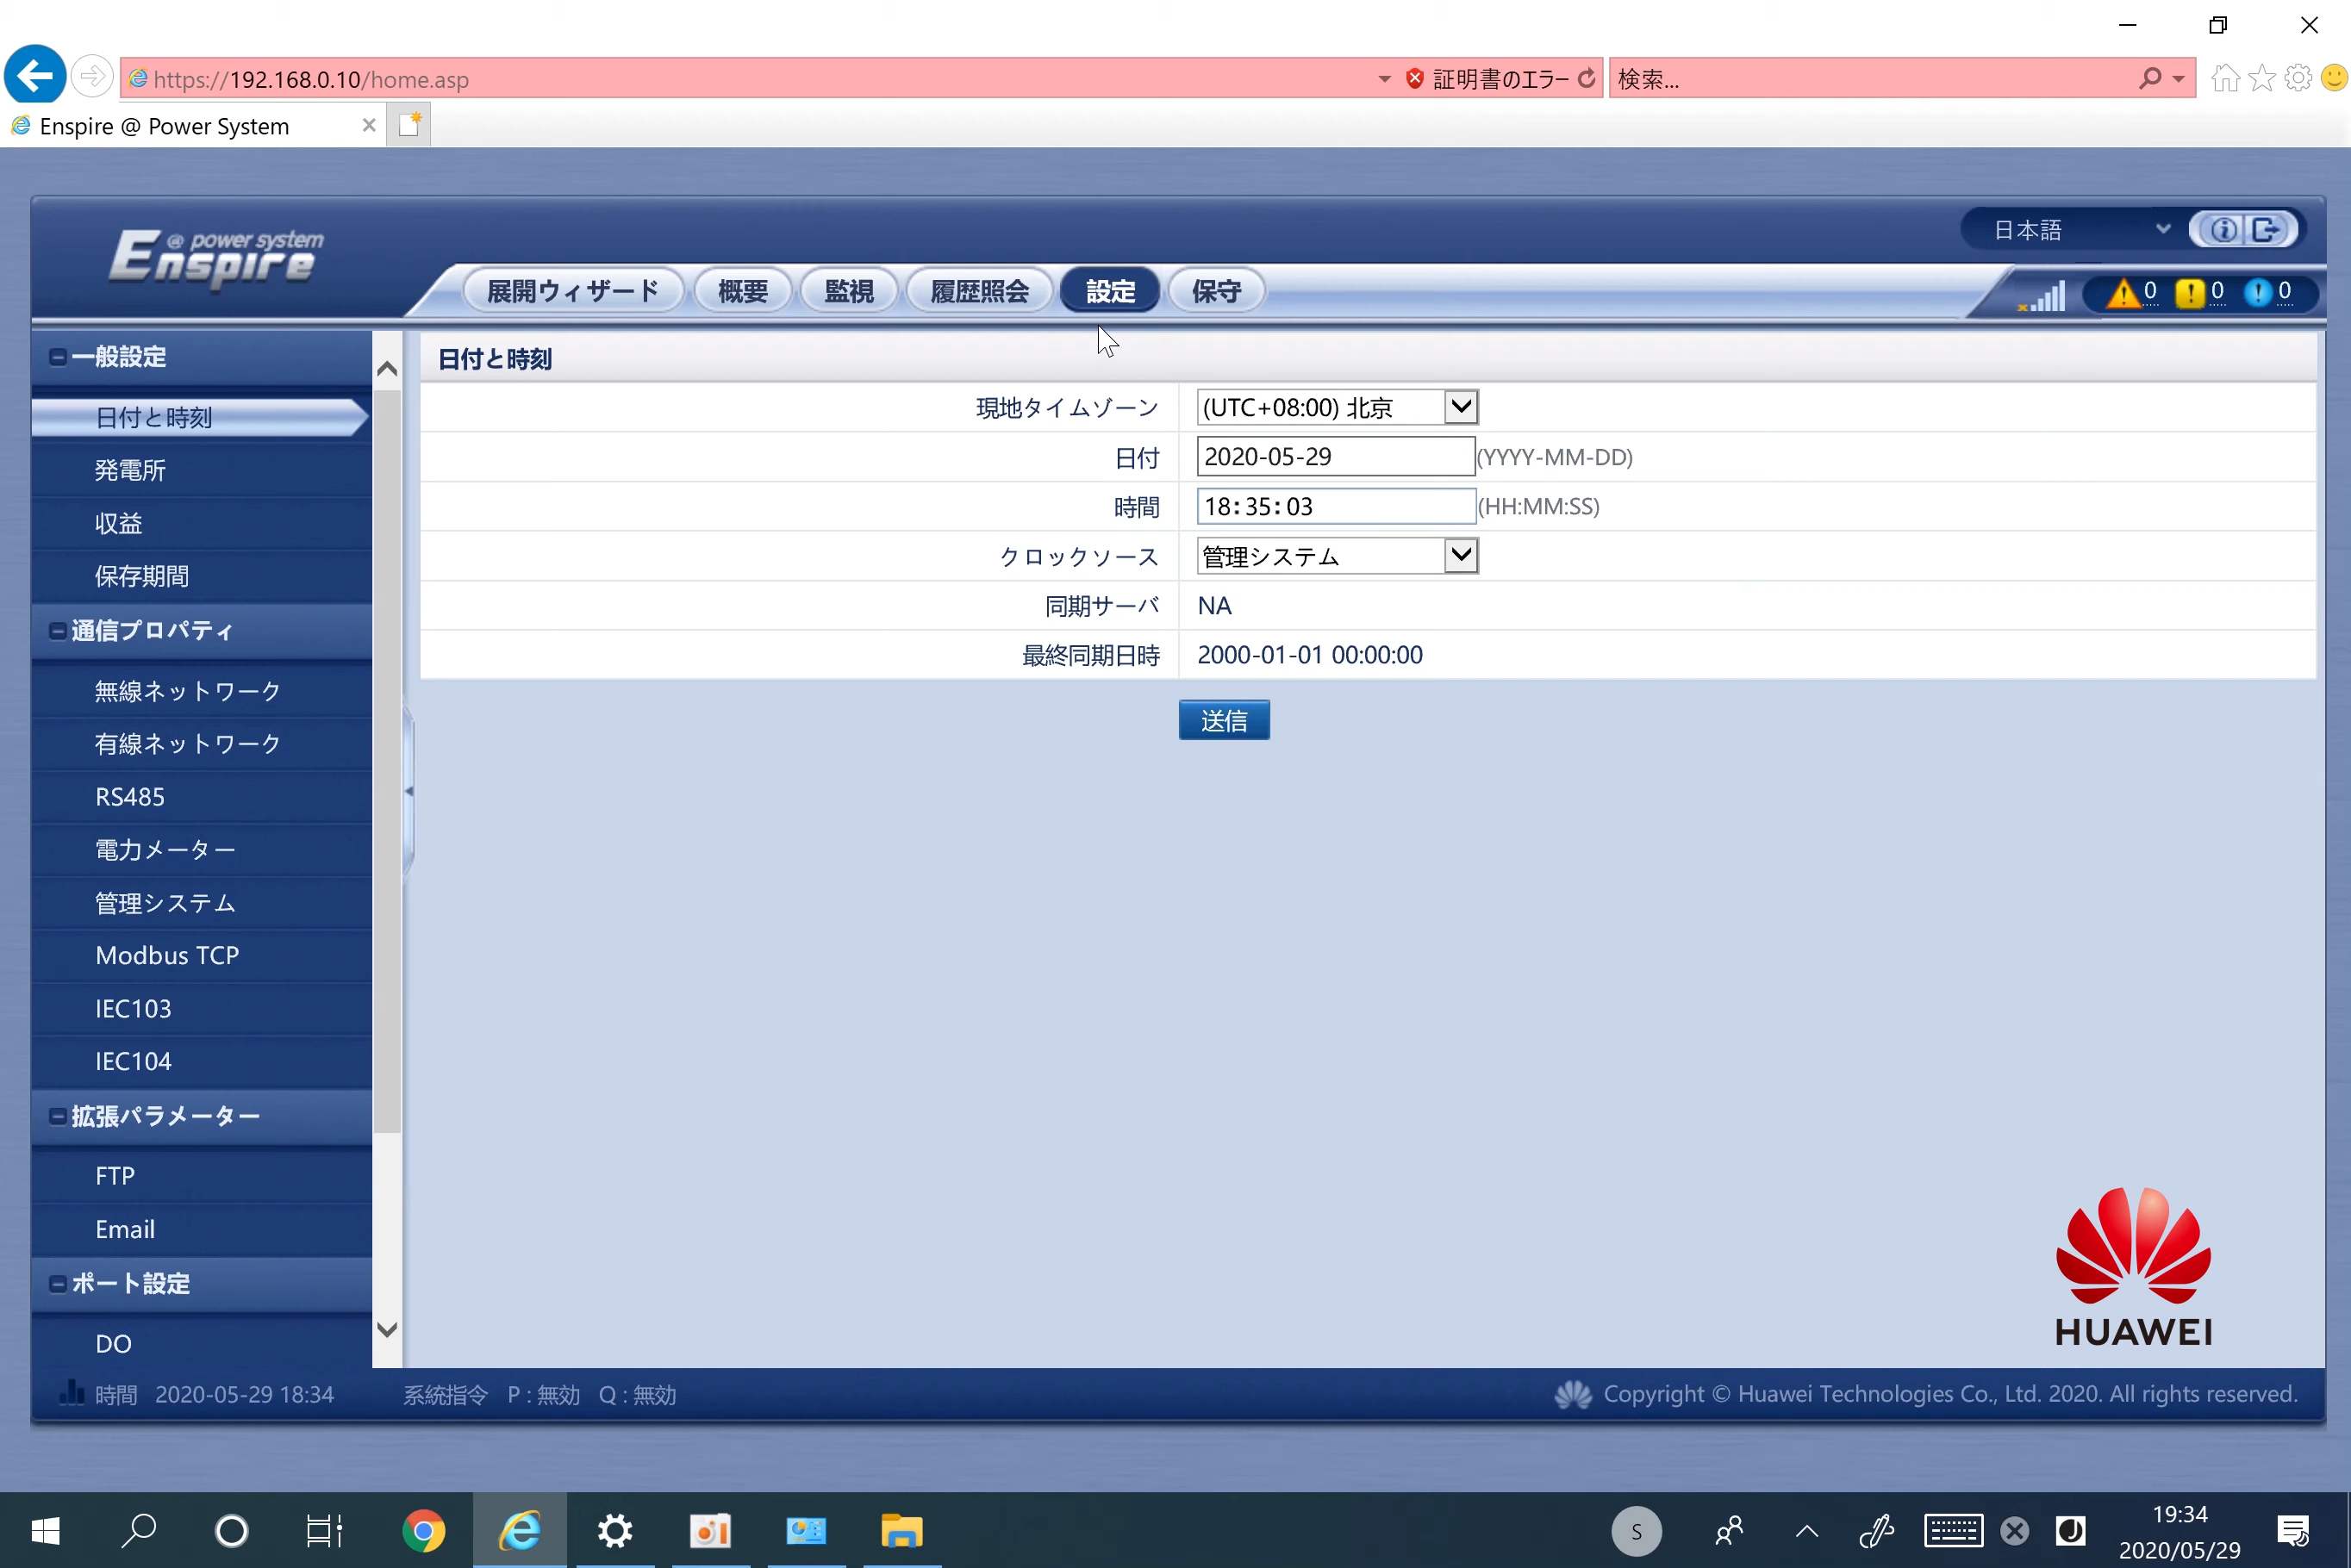 https://192.168.0.10/home.asp
証明書のエラー
検索...
Enspire @ Power System
Enspire @ power system
日本語
展開ウィザード
概要
監視
履歴照会
設定
保守
0
0
0
一般設定
日付と時刻
発電所
収益
保存期間
通信プロパティ
無線ネットワーク
有線ネットワーク
RS485
電力メーター
管理システム
Modbus TCP
IEC103
IEC104
拡張パラメーター
FTP
Email
ポート設定
DO
日付と時刻
現地タイムゾーン (UTC+08:00) 北京
日付 2020-05-29 (YYYY-MM-DD)
時間 18:35:03 (HH:MM:SS)
クロックソース 管理システム
同期サーバ NA
最終同期日時 2000-01-01 00:00:00
送信
HUAWEI
時間 2020-05-29 18:34 系統指令 P : 無効 Q : 無効
Copyright © Huawei Technologies Co., Ltd. 2020. All rights reserved.
S
19:34
2020/05/29